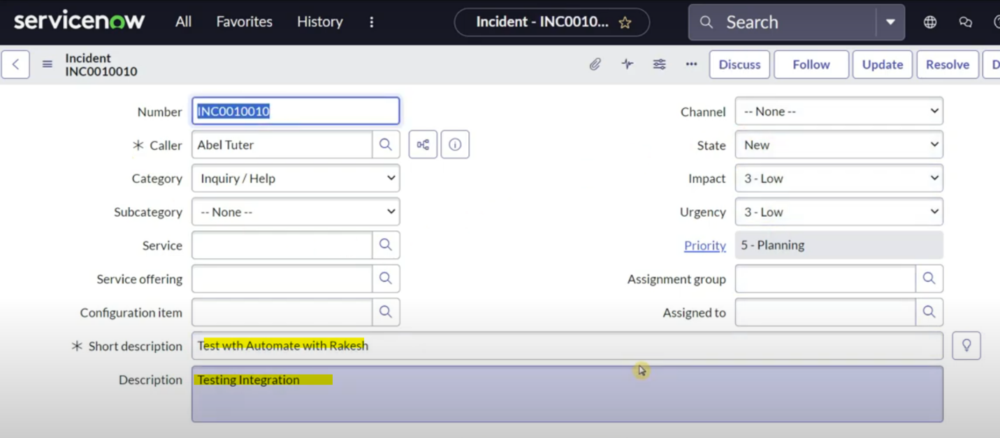 servicenow All Favorites History Incident - INC0010... Search
Incident
INC0010010
Discuss Follow Update Resolve D
Number INC0010010
Channel -- None --
✳ Caller Abel Tuter
State New
Category Inquiry / Help
Impact 3 - Low
Subcategory -- None --
Urgency 3 - Low
Service
Priority 5 - Planning
Service offering
Assignment group
Configuration item
Assigned to
✳ Short description Test wth Automate with Rakesh
Description Testing Integration